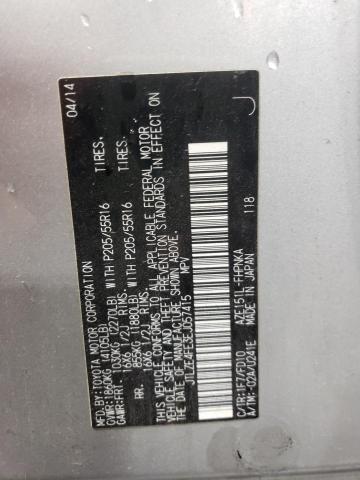 MFD.BY:TOYOTA MOTOR CORPORATION 04/14
GVWR: 1860KG (4105LB)
GAWR:FRT. 1030KG (2270LB) WITH P205/55R16 TIRES.
16X6 1/2J RIMS.
RR. 855KG (1880LB) WITH P205/55R16 TIRES.
16X6 1/2J RIMS.
THIS VEHICLE CONFORMS TO ALL APPLICABLE FEDERAL MOTOR
VEHICLE SAFETY AND THEFT PREVENTION STANDARDS IN EFFECT ON
THE DATE OF MANUFACTURE SHOWN ABOVE.
JTJZE4FE3EJ057415 MPV
C/TR:1F7/FD10 AZE151L-FHPNKA
A/TM:-02A/U241E MADE IN JAPAN 118 J